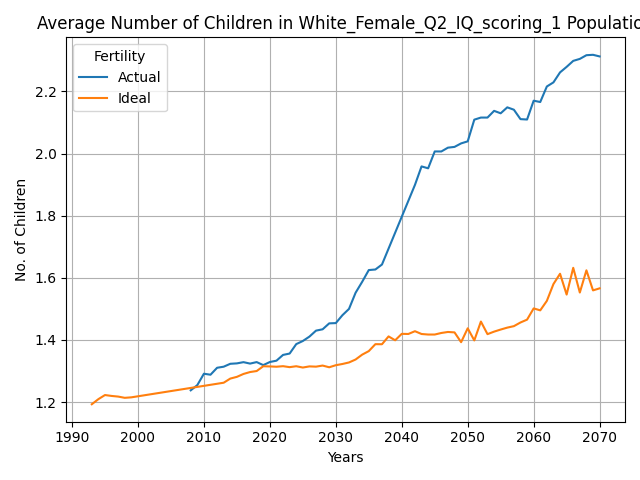 Average Number of Children in White_Female_Q2_IQ_scoring_1 Populatio
Fertility
Actual
Ideal
No. of Children
2.2
2.0
1.8
1.6
1.4
1.2
1990 2000 2010 2020 2030 2040 2050 2060 2070
Years